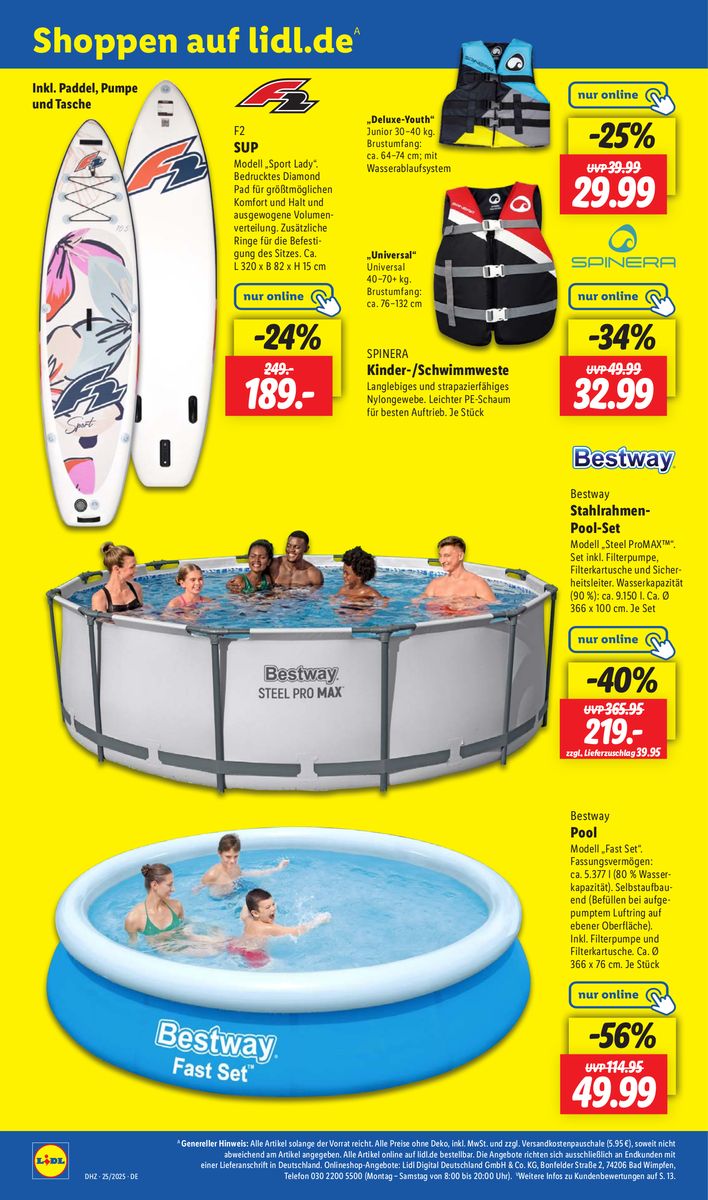 Shoppen auf lidl.de^A
Inkl. Paddel, Pumpe
und Tasche
F2
F2
SUP
Modell „Sport Lady“.
Bedrucktes Diamond
Pad für größtmöglichen
Komfort und Halt und
ausgewogene Volumen-
verteilung. Zusätzliche
Ringe für die Befesti-
gung des Sitzes. Ca.
L 320 x B 82 x H 15 cm
nur online
-24%
249.-
189.-
F2
F2
10.5
Sport
„Deluxe-Youth“
Junior 30–40 kg.
Brustumfang:
ca. 64–74 cm; mit
Wasserablaufsystem
nur online
-25%
UVP 39.99
29.99
SPINERA
„Universal“
Universal
40–70+ kg.
Brustumfang:
ca. 76–132 cm
nur online
-34%
UVP 49.99
32.99
SPINERA
Kinder-/Schwimmweste
Langlebiges und strapazierfähiges
Nylongewebe. Leichter PE-Schaum
für besten Auftrieb. Je Stück
Bestway
Bestway
Stahlrahmen-
Pool-Set
Modell „Steel ProMAX™“.
Set inkl. Filterpumpe,
Filterkartusche und Sicher-
heitsleiter. Wasserkapazität
(90 %): ca. 9.150 l. Ca. Ø
366 x 100 cm. Je Set
nur online
-40%
UVP 365.95
219.-
zzgl. Lieferzuschlag 39.95
Bestway
STEEL PRO MAX™
Bestway
Pool
Modell „Fast Set“.
Fassungsvermögen:
ca. 5.377 l (80 % Wasser-
kapazität). Selbstaufbau-
end (Befüllen bei aufge-
pumptem Luftring auf
ebener Oberfläche).
Inkl. Filterpumpe und
Filterkartusche. Ca. Ø
366 x 76 cm. Je Stück
nur online
-56%
UVP 114.95
49.99
Bestway
Fast Set™
LIDL
DHZ · 25/2025 · DE
^A Genereller Hinweis: Alle Artikel solange der Vorrat reicht. Alle Preise ohne Deko, inkl. MwSt. und zzgl. Versandkostenpauschale (5.95 €), soweit nicht
abweichend am Artikel angegeben. Alle Artikel online auf lidl.de bestellbar. Die Angebote richten sich ausschließlich an Endkunden mit
einer Lieferanschrift in Deutschland. Onlineshop-Angebote: Lidl Digital Deutschland GmbH & Co. KG, Bonfelder Straße 2, 74206 Bad Wimpfen,
Telefon 030 2200 5500 (Montag – Samstag von 8:00 bis 20:00 Uhr). ¹Weitere Infos zu Kundenbewertungen auf S. 13.